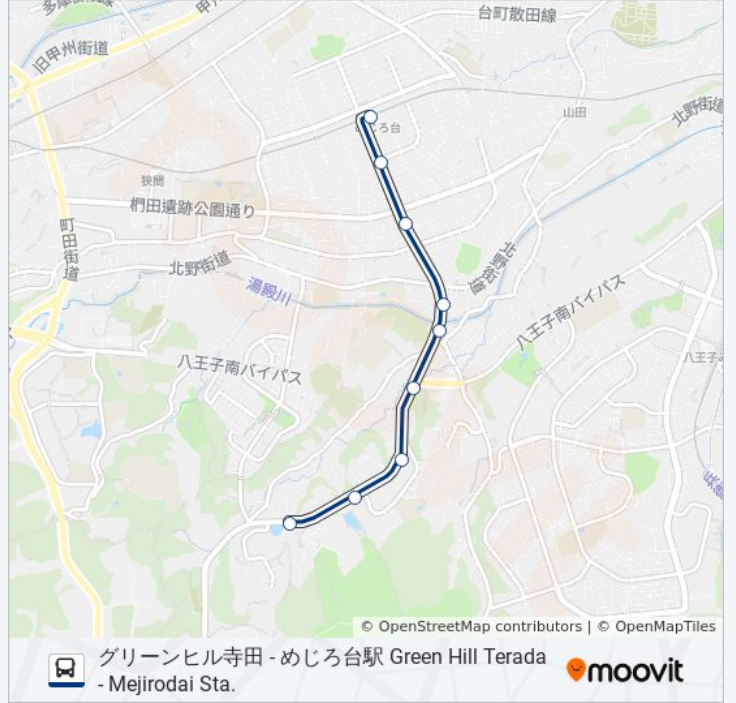 多摩御陵線
甲州
台町散田線
旧甲州街道
北野街道
山田
めじろ台
狭間
椚田遺跡公園通り
町田街道
北野街道
北野街道
湯殿川
八王子南バイパス
八王子南バイパス
八王子み
© OpenStreetMap contributors | © OpenMapTiles
グリーンヒル寺田 - めじろ台駅 Green Hill Terada
- Mejirodai Sta.
moovit